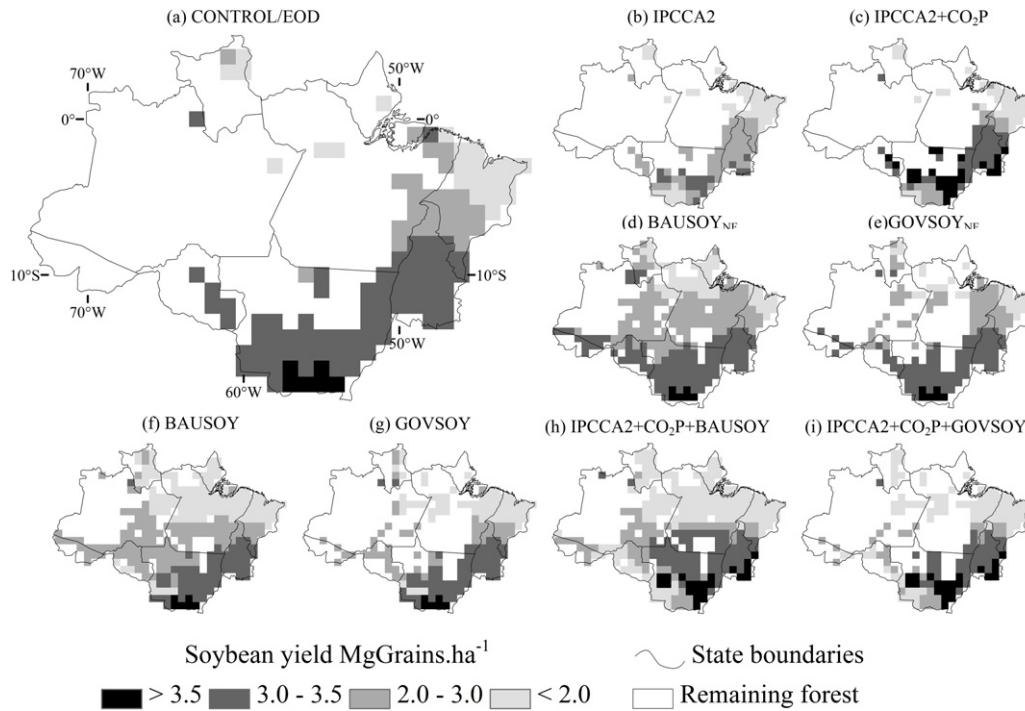 (a) CONTROL/EOD
(b) IPCCA2
(c) IPCCA2+CO₂P
70°W
50°W
0°
0°
10°S
10°S
70°W
50°W
60°W
(d) BAUSOY_NF
(e)GOVSOY_NF
(f) BAUSOY
(g) GOVSOY
(h) IPCCA2+CO₂P+BAUSOY
(i) IPCCA2+CO₂P+GOVSOY
Soybean yield MgGrains.ha⁻¹
State boundaries
> 3.5
3.0 - 3.5
2.0 - 3.0
< 2.0
Remaining forest